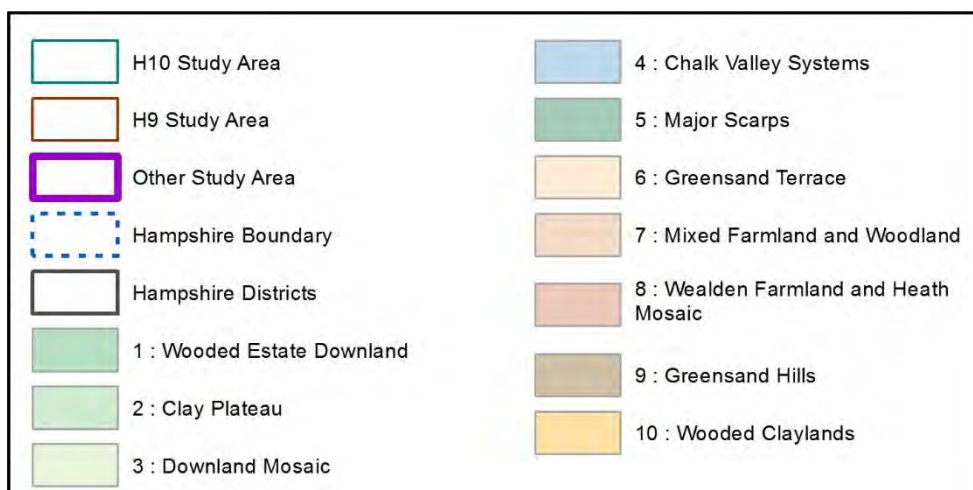 H10 Study Area
H9 Study Area
Other Study Area
Hampshire Boundary
Hampshire Districts
1 : Wooded Estate Downland
2 : Clay Plateau
3 : Downland Mosaic
4 : Chalk Valley Systems
5 : Major Scarps
6 : Greensand Terrace
7 : Mixed Farmland and Woodland
8 : Wealden Farmland and Heath
Mosaic
9 : Greensand Hills
10 : Wooded Claylands